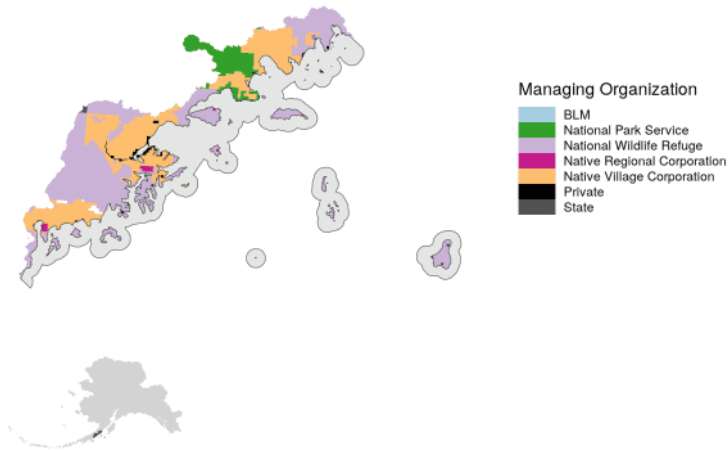 Managing Organization
BLM
National Park Service
National Wildlife Refuge
Native Regional Corporation
Native Village Corporation
Private
State